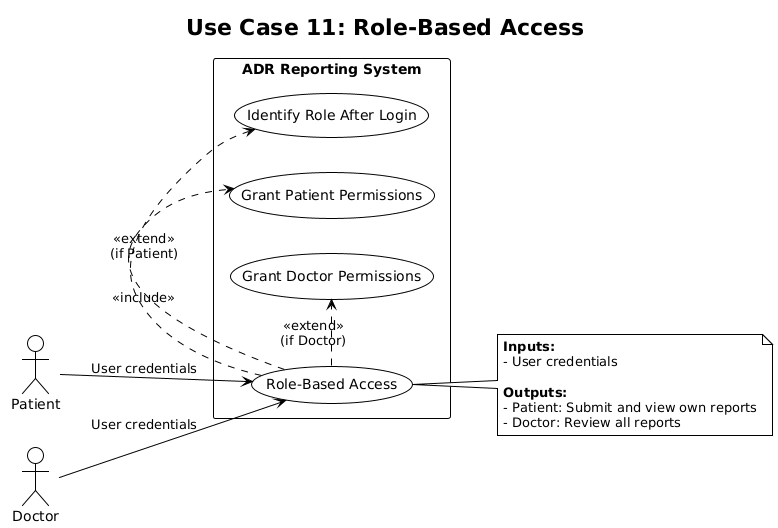 Use Case 11: Role-Based Access
ADR Reporting System
Identify Role After Login
Grant Patient Permissions
«extend»
(if Patient)
Grant Doctor Permissions
«include»
«extend»
(if Doctor)
Inputs:
- User credentials
Outputs:
- Patient: Submit and view own reports
- Doctor: Review all reports
User credentials
Role-Based Access
Patient
User credentials
Doctor